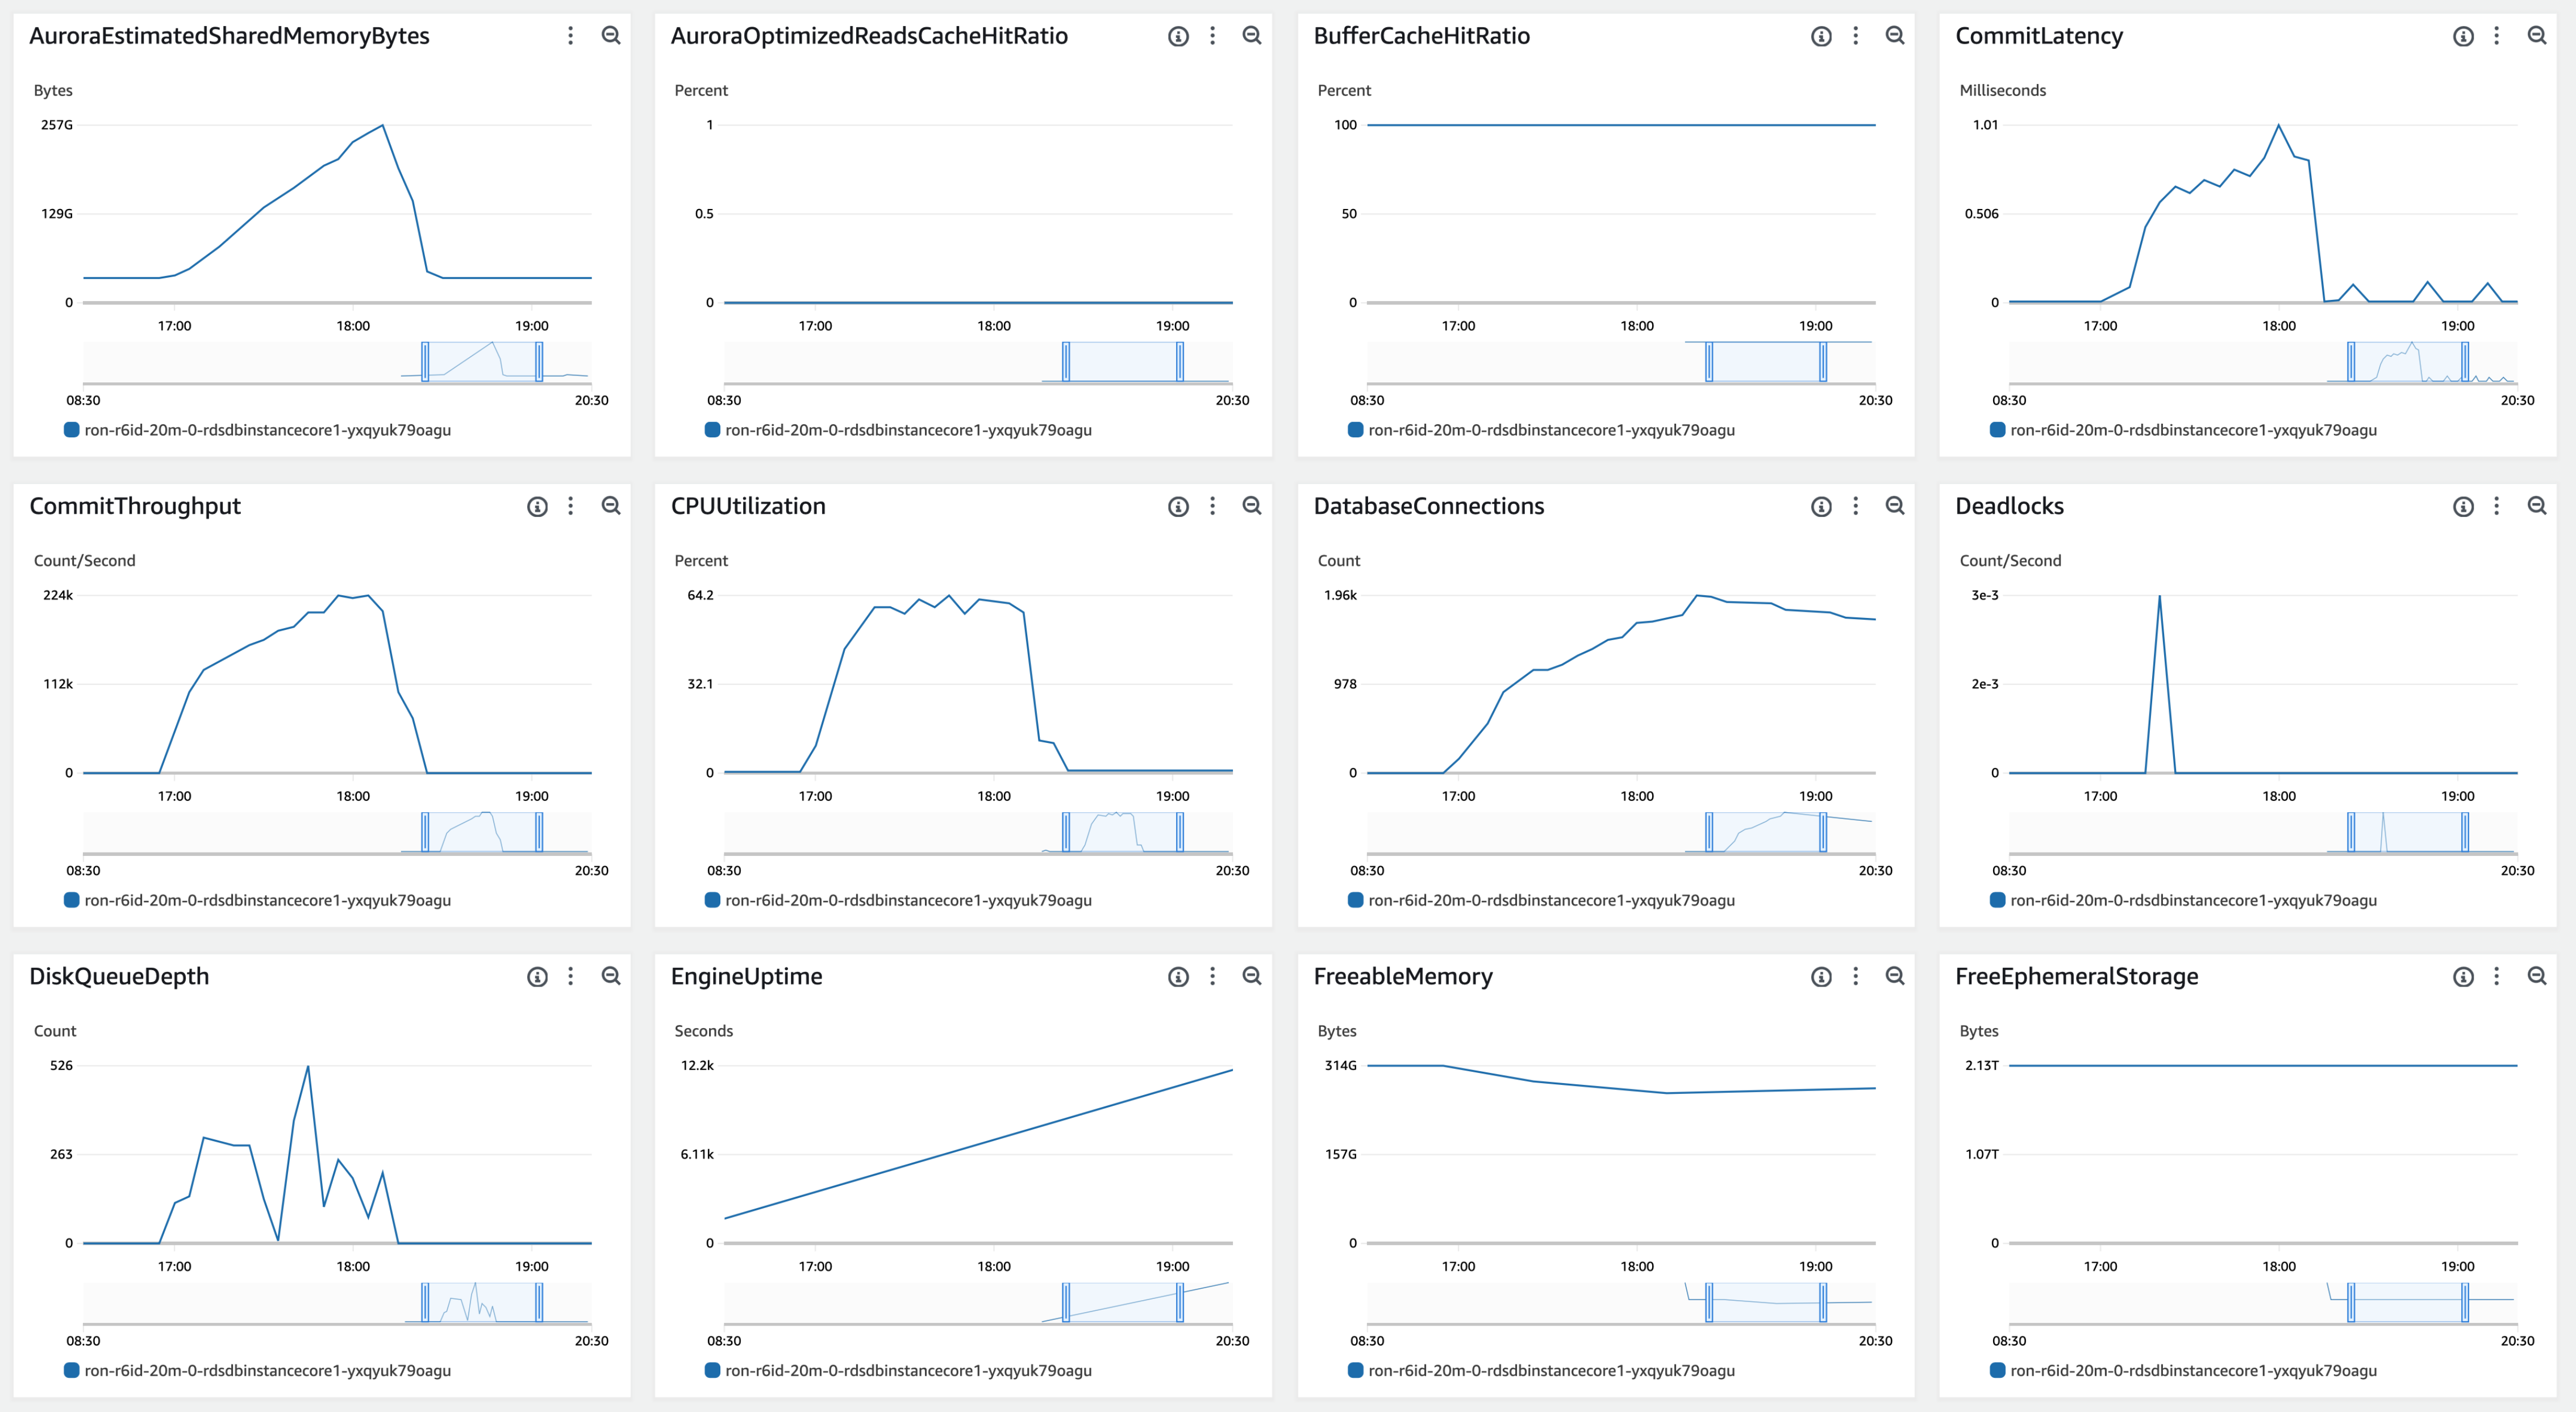 AuroraEstimatedSharedMemoryBytes
Bytes
257G
129G
0
17:00 18:00 19:00
08:30 20:30
ron-r6id-20m-0-rdsdbinstancecore1-yxqyuk79oagu
AuroraOptimizedReadsCacheHitRatio
Percent
1
0.5
0
17:00 18:00 19:00
08:30 20:30
ron-r6id-20m-0-rdsdbinstancecore1-yxqyuk79oagu
BufferCacheHitRatio
Percent
100
50
0
17:00 18:00 19:00
08:30 20:30
ron-r6id-20m-0-rdsdbinstancecore1-yxqyuk79oagu
CommitLatency
Milliseconds
1.01
0.506
0
17:00 18:00 19:00
08:30 20:30
ron-r6id-20m-0-rdsdbinstancecore1-yxqyuk79oagu
CommitThroughput
Count/Second
224k
112k
0
17:00 18:00 19:00
08:30 20:30
ron-r6id-20m-0-rdsdbinstancecore1-yxqyuk79oagu
CPUUtilization
Percent
64.2
32.1
0
17:00 18:00 19:00
08:30 20:30
ron-r6id-20m-0-rdsdbinstancecore1-yxqyuk79oagu
DatabaseConnections
Count
1.96k
978
0
17:00 18:00 19:00
08:30 20:30
ron-r6id-20m-0-rdsdbinstancecore1-yxqyuk79oagu
Deadlocks
Count/Second
3e-3
2e-3
0
17:00 18:00 19:00
08:30 20:30
ron-r6id-20m-0-rdsdbinstancecore1-yxqyuk79oagu
DiskQueueDepth
Count
526
263
0
17:00 18:00 19:00
08:30 20:30
ron-r6id-20m-0-rdsdbinstancecore1-yxqyuk79oagu
EngineUptime
Seconds
12.2k
6.11k
0
17:00 18:00 19:00
08:30 20:30
ron-r6id-20m-0-rdsdbinstancecore1-yxqyuk79oagu
FreeableMemory
Bytes
314G
157G
0
17:00 18:00 19:00
08:30 20:30
ron-r6id-20m-0-rdsdbinstancecore1-yxqyuk79oagu
FreeEphemeralStorage
Bytes
2.13T
1.07T
0
17:00 18:00 19:00
08:30 20:30
ron-r6id-20m-0-rdsdbinstancecore1-yxqyuk79oagu